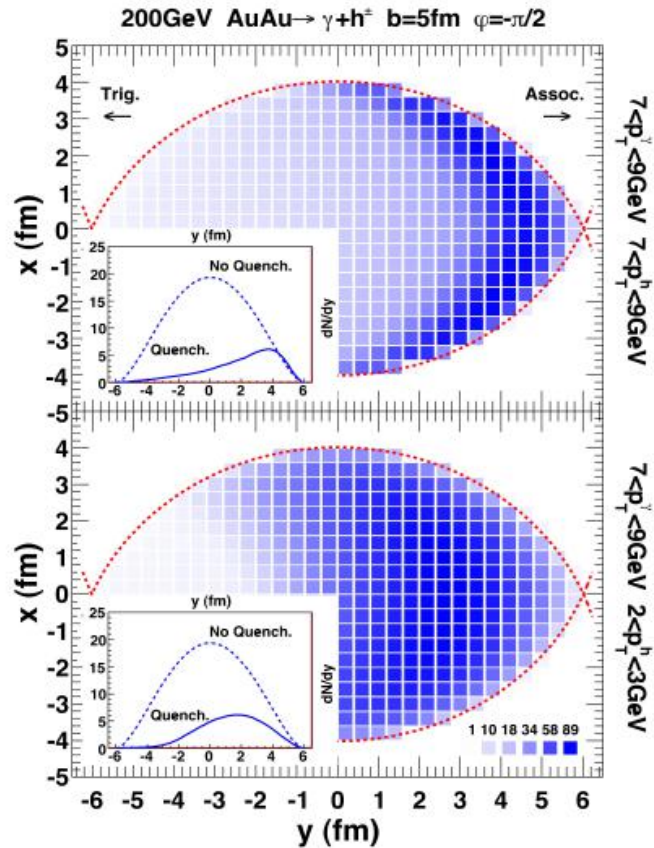 200GeV AuAu→ γ+h± b=5fm φ=-π/2
5
4
3
2
1
0
-1
-2
-3
-4
-5
x (fm)
Trig.
←
Assoc.
→
7<p_T^γ<9GeV 7<p_T^h<9GeV
y (fm)
25
20
15
10
5
0
No Quench.
Quench.
dN/dy
-6 -4 -2 0 2 4 6
5
4
3
2
1
0
-1
-2
-3
-4
-5
x (fm)
7<p_T^γ<9GeV 2<p_T^h<3GeV
y (fm)
25
20
15
10
5
0
No Quench.
Quench.
dN/dy
-6 -4 -2 0 2 4 6
1 10 18 34 58 89
-6 -5 -4 -3 -2 -1 0 1 2 3 4 5 6
y (fm)